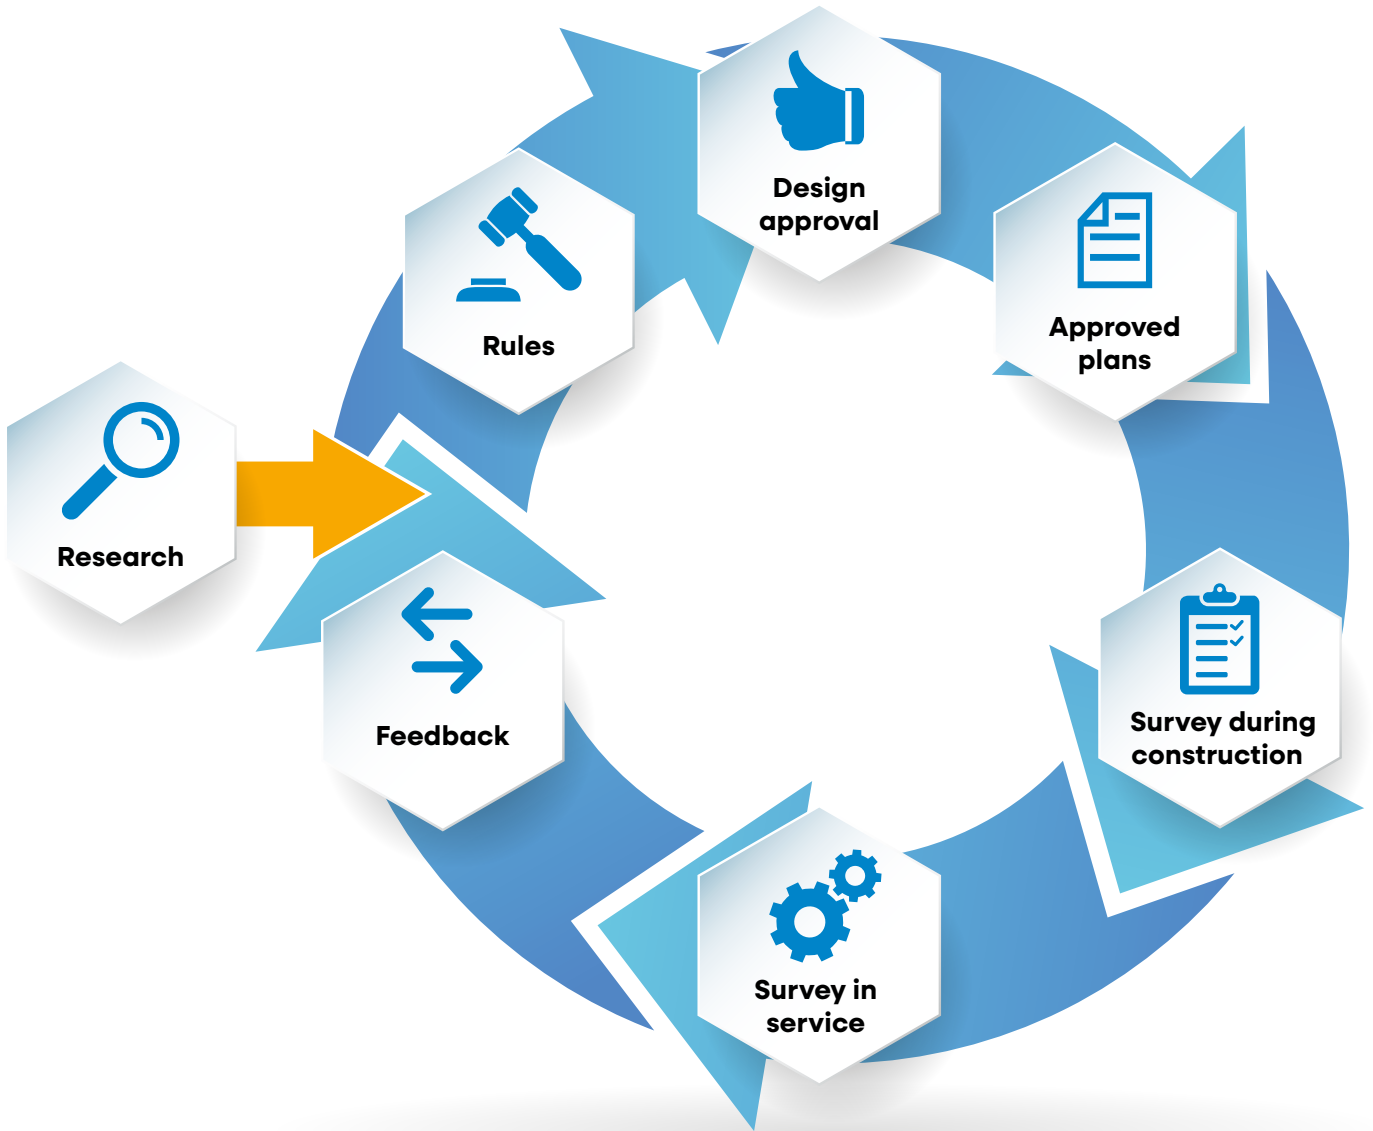 Design
approval
Rules
Approved
plans
Research
Feedback
Survey during
construction
Survey in
service